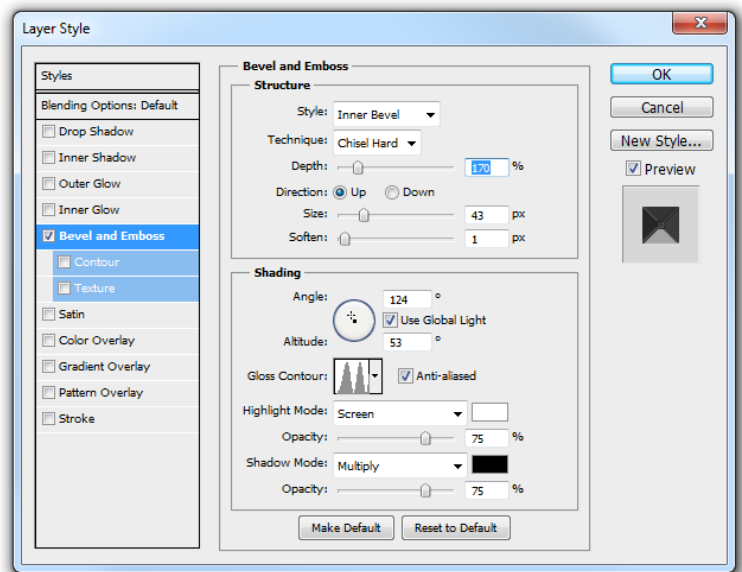 Layer Style
Styles
Blending Options: Default
Drop Shadow
Inner Shadow
Outer Glow
Inner Glow
Bevel and Emboss
Contour
Texture
Satin
Color Overlay
Gradient Overlay
Pattern Overlay
Stroke
Bevel and Emboss
Structure
Style: Inner Bevel
Technique: Chisel Hard
Depth: 170 %
Direction: Up Down
Size: 43 px
Soften: 1 px
Shading
Angle: 124 °
Use Global Light
Altitude: 53 °
Gloss Contour: Anti-aliased
Highlight Mode: Screen
Opacity: 75 %
Shadow Mode: Multiply
Opacity: 75 %
Make Default Reset to Default
OK
Cancel
New Style...
Preview